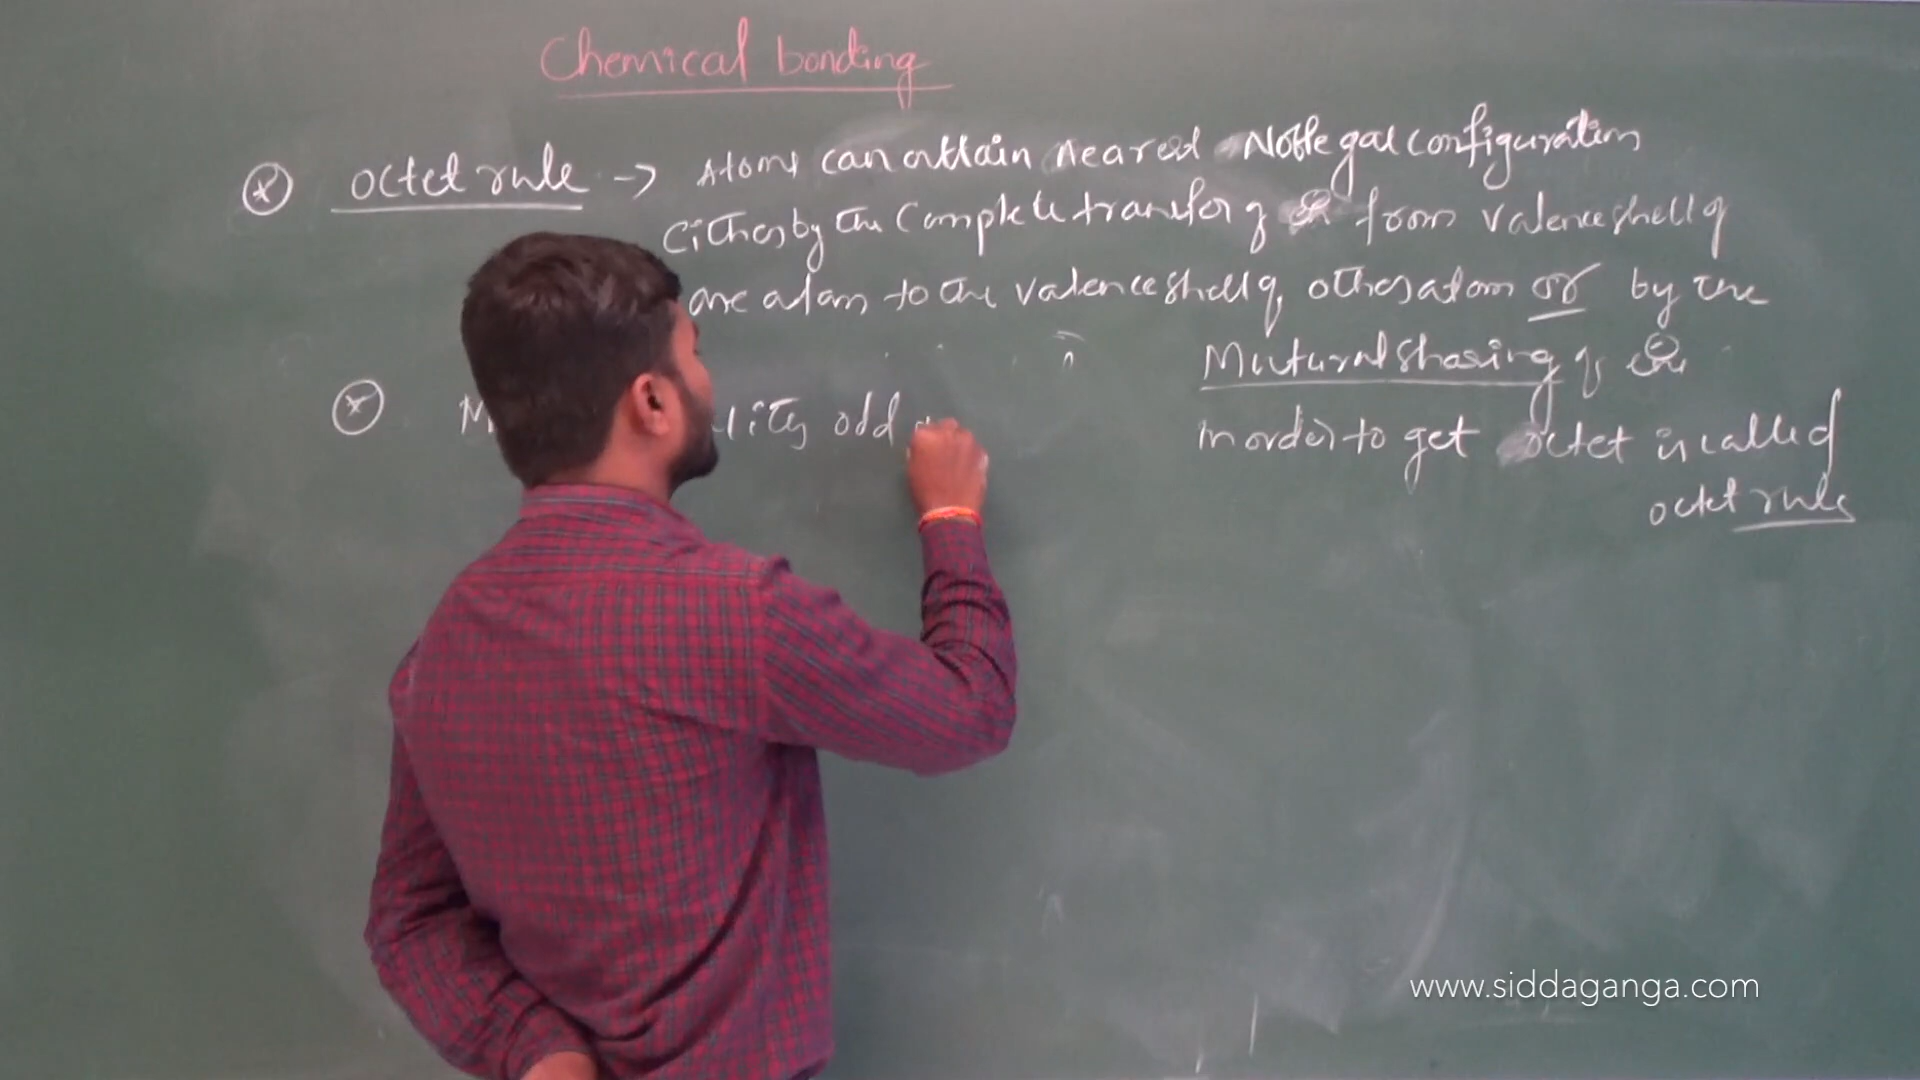 Chemical bonding
octet rule → Atoms can attain nearest Noble gas configuration
either by the Complete transfer of from valence shell of
one atom to the valence shell of other atom or by the
Mutural sharing of
in order to get octet is called
octet rule
odd
www.siddaganga.com